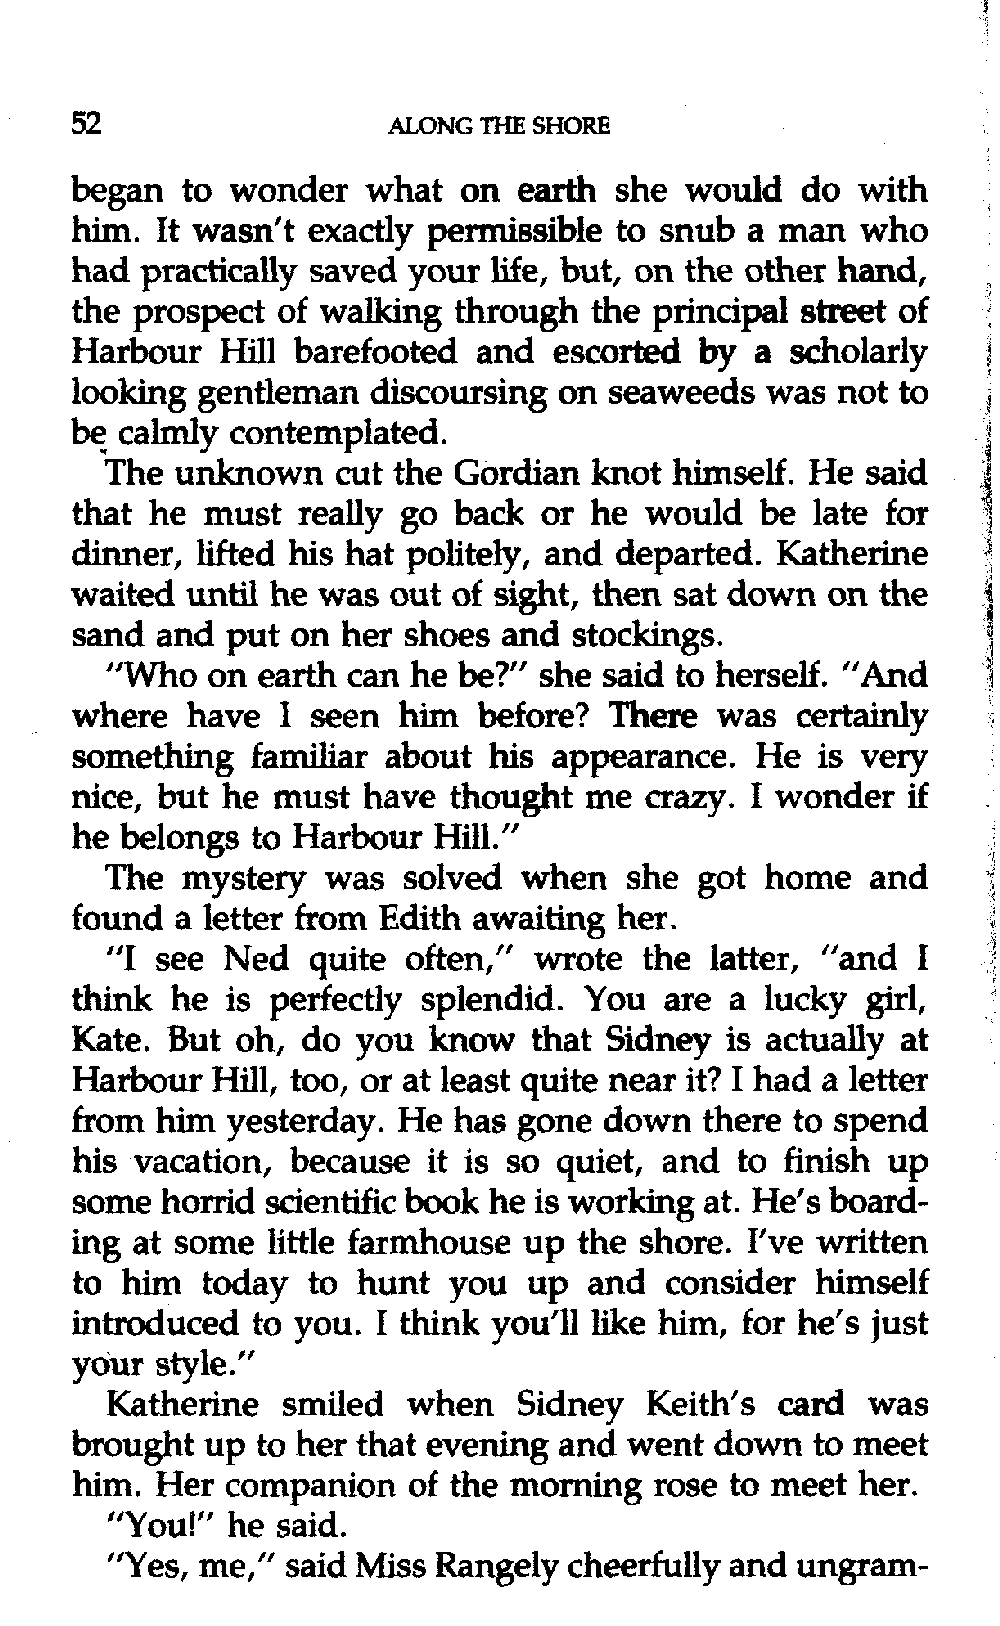 52 ALONG THE SHORE
began to wonder what on earth she would do with
him. It wasn't exactly permissible to snub a man who
had practically saved your life, but, on the other hand,
the prospect of walking through the principal street of
Harbour Hill barefooted and escorted by a scholarly
looking gentleman discoursing on seaweeds was not to
be calmly contemplated.
The unknown cut the Gordian knot himself. He said
that he must really go back or he would be late for
dinner, lifted his hat politely, and departed. Katherine
waited until he was out of sight, then sat down on the
sand and put on her shoes and stockings.
"Who on earth can he be?" she said to herself. "And
where have I seen him before? There was certainly
something familiar about his appearance. He is very
nice, but he must have thought me crazy. I wonder if
he belongs to Harbour Hill."
The mystery was solved when she got home and
found a letter from Edith awaiting her.
"I see Ned quite often," wrote the latter, "and I
think he is perfectly splendid. You are a lucky girl,
Kate. But oh, do you know that Sidney is actually at
Harbour Hill, too, or at least quite near it? I had a letter
from him yesterday. He has gone down there to spend
his vacation, because it is so quiet, and to finish up
some horrid scientific book he is working at. He's board-
ing at some little farmhouse up the shore. I've written
to him today to hunt you up and consider himself
introduced to you. I think you'll like him, for he's just
your style."
Katherine smiled when Sidney Keith's card was
brought up to her that evening and went down to meet
him. Her companion of the morning rose to meet her.
"You!" he said.
"Yes, me," said Miss Rangely cheerfully and ungram-